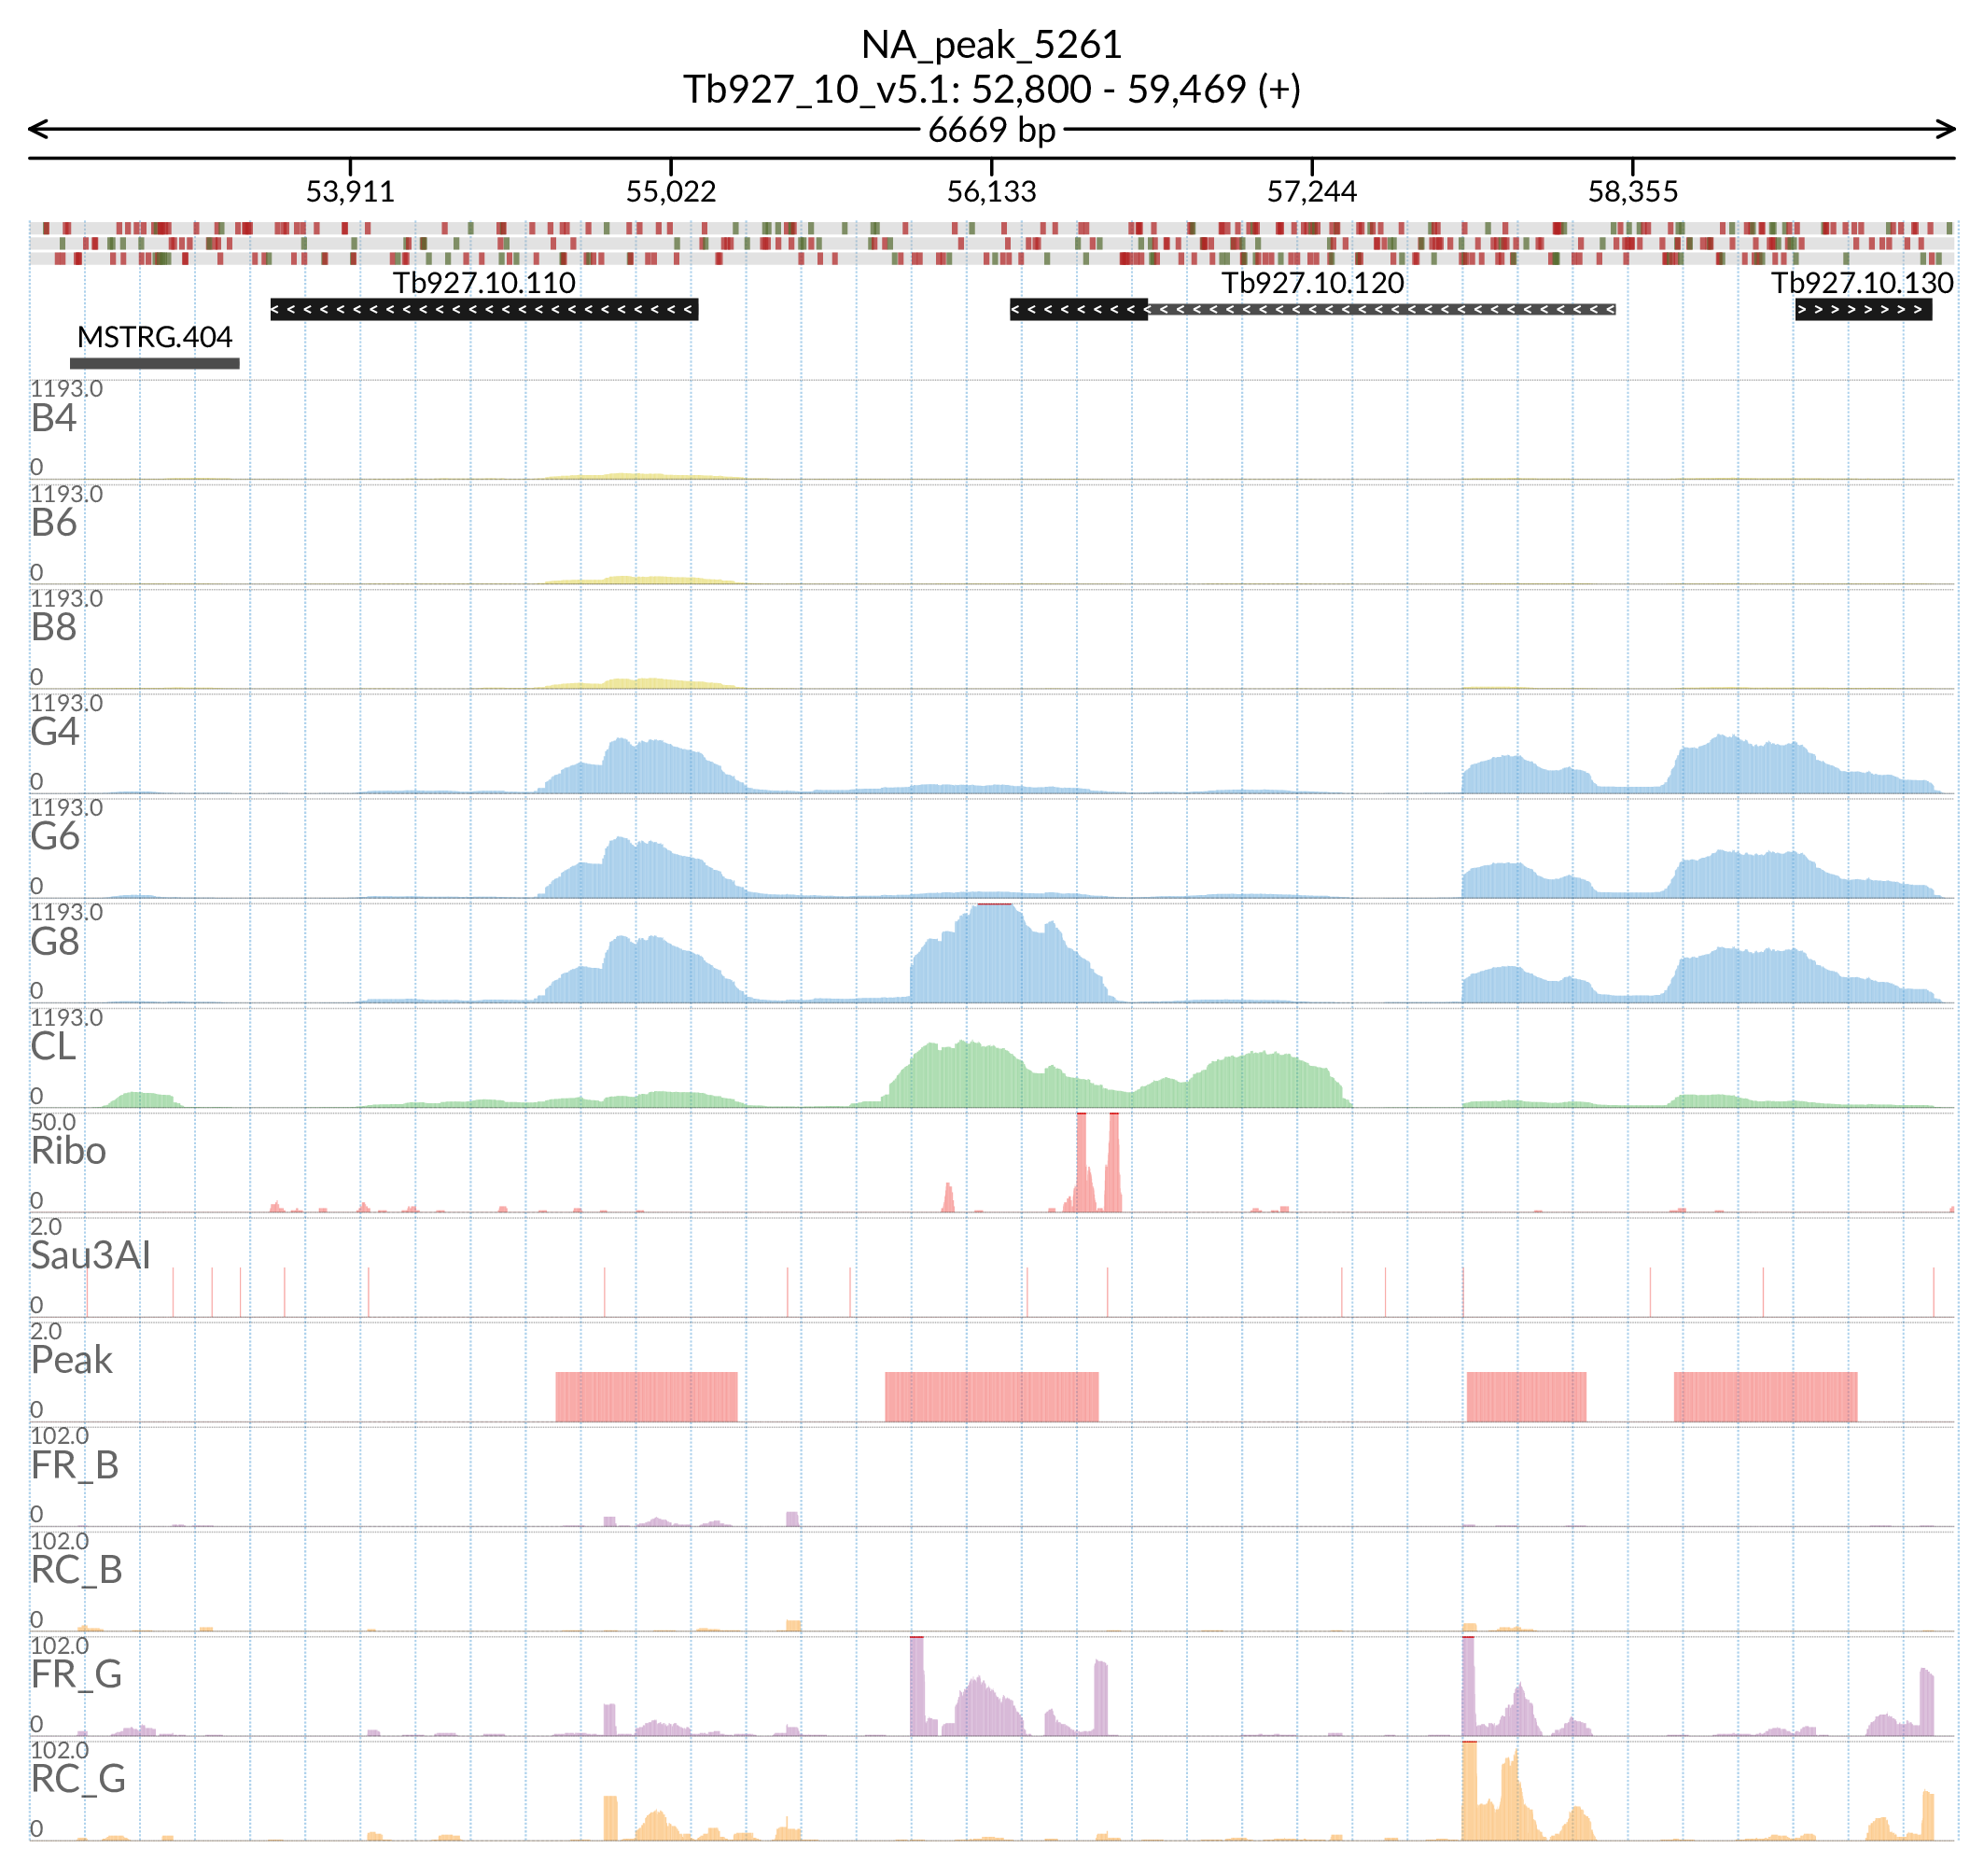 NA_peak_5261
Tb927_10_v5.1: 52,800 - 59,469 (+)
6669 bp
53,911 55,022 56,133 57,244 58,355
Tb927.10.110 Tb927.10.120 Tb927.10.130
MSTRG.404
1193.0
B4
0
1193.0
B6
0
1193.0
B8
0
1193.0
G4
0
1193.0
G6
0
1193.0
G8
0
1193.0
CL
0
50.0
Ribo
0
2.0
Sau3AI
0
2.0
Peak
0
102.0
FR_B
0
102.0
RC_B
0
102.0
FR_G
0
102.0
RC_G
0